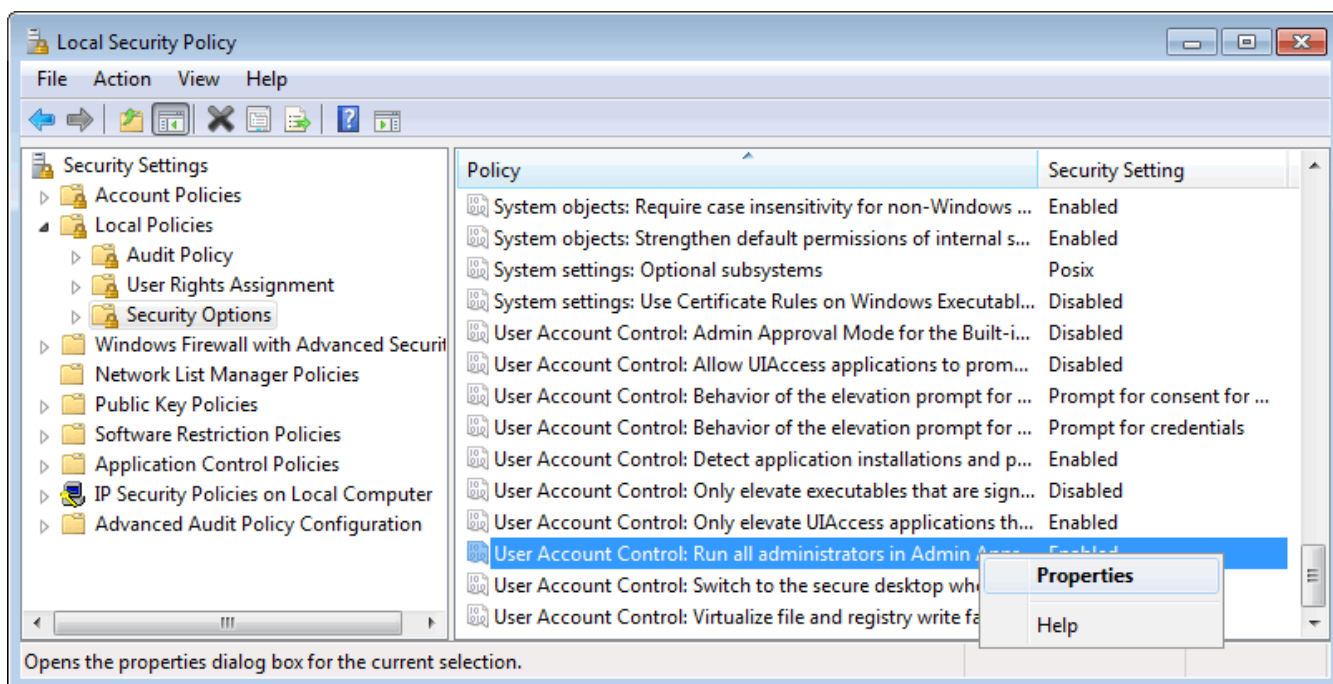 Local Security Policy
File Action View Help
Security Settings
Account Policies
Local Policies
Audit Policy
User Rights Assignment
Security Options
Windows Firewall with Advanced Securit
Network List Manager Policies
Public Key Policies
Software Restriction Policies
Application Control Policies
IP Security Policies on Local Computer
Advanced Audit Policy Configuration
Policy Security Setting
System objects: Require case insensitivity for non-Windows ... Enabled
System objects: Strengthen default permissions of internal s... Enabled
System settings: Optional subsystems Posix
System settings: Use Certificate Rules on Windows Executabl... Disabled
User Account Control: Admin Approval Mode for the Built-i... Disabled
User Account Control: Allow UIAccess applications to prom... Disabled
User Account Control: Behavior of the elevation prompt for ... Prompt for consent for ...
User Account Control: Behavior of the elevation prompt for ... Prompt for credentials
User Account Control: Detect application installations and p... Enabled
User Account Control: Only elevate executables that are sign... Disabled
User Account Control: Only elevate UIAccess applications th... Enabled
User Account Control: Run all administrators in Admin Appr... Enabled
User Account Control: Switch to the secure desktop whe
User Account Control: Virtualize file and registry write fa
Properties
Help
Opens the properties dialog box for the current selection.